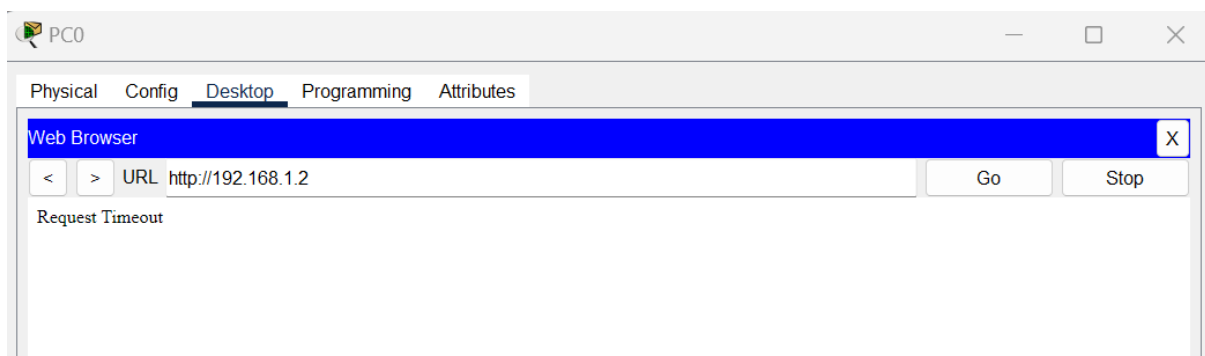 PC0
Physical Config Desktop Programming Attributes
Web Browser X
< > URL http://192.168.1.2 Go Stop
Request Timeout